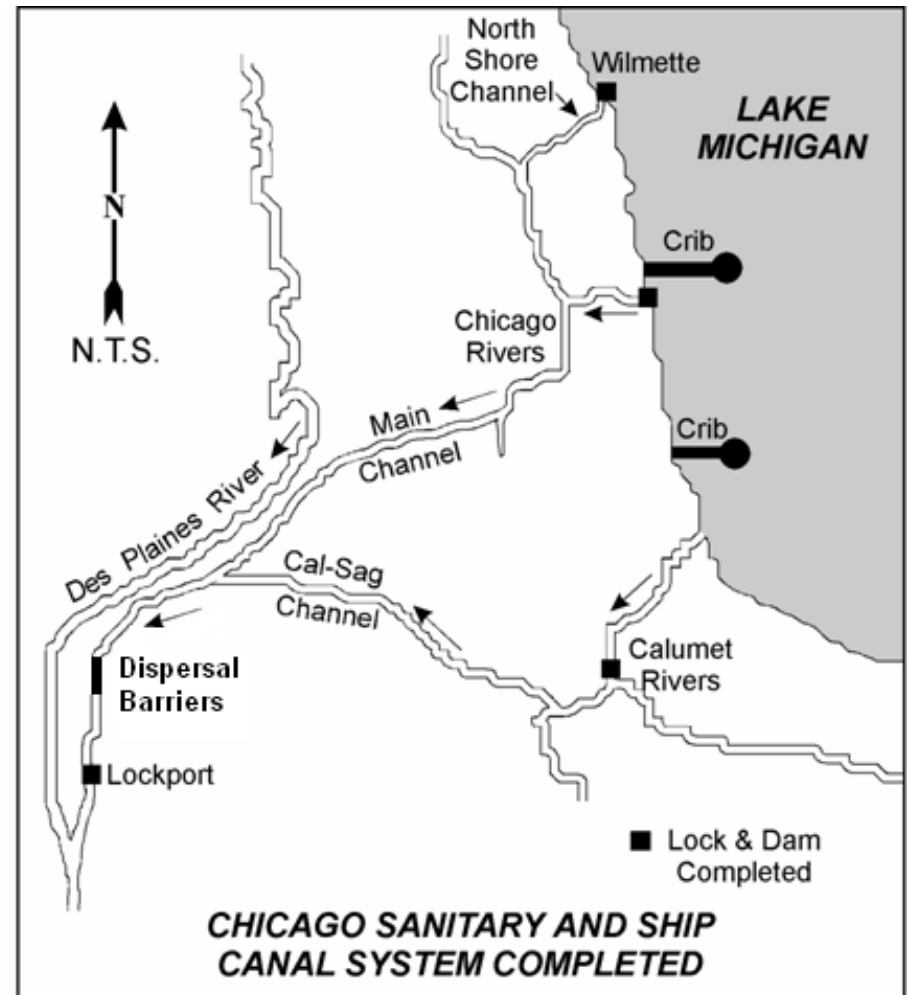 North
Shore
Channel
Wilmette
LAKE
MICHIGAN
N
N.T.S.
Crib
Chicago
Rivers
Main
Channel
Crib
Des Plaines River
Cal-Sag
Channel
Dispersal
Barriers
Calumet
Rivers
Lockport
Lock & Dam
Completed
CHICAGO SANITARY AND SHIP
CANAL SYSTEM COMPLETED